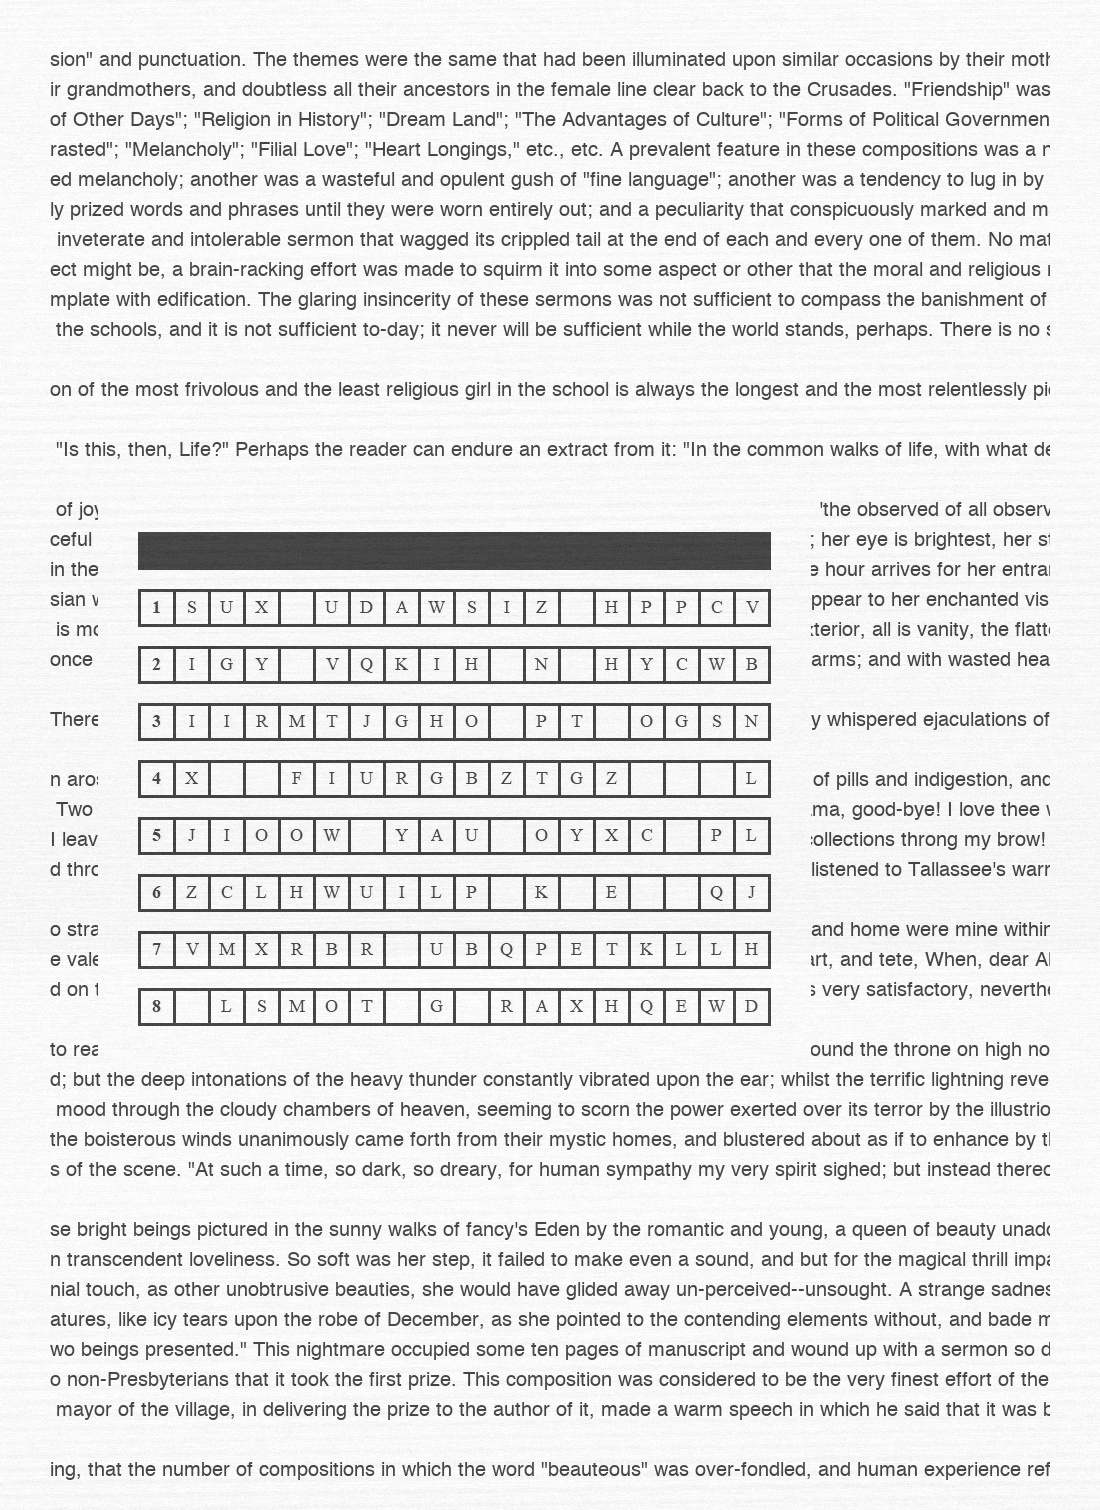 sion" and punctuation. The themes were the same that had been illuminated upon similar occasions by their moth
ir grandmothers, and doubtless all their ancestors in the female line clear back to the Crusades. "Friendship" was
of Other Days"; "Religion in History"; "Dream Land"; "The Advantages of Culture"; "Forms of Political Governmen
rasted"; "Melancholy"; "Filial Love"; "Heart Longings," etc., etc. A prevalent feature in these compositions was a n
ed melancholy; another was a wasteful and opulent gush of "fine language"; another was a tendency to lug in by
ly prized words and phrases until they were worn entirely out; and a peculiarity that conspicuously marked and m
inveterate and intolerable sermon that wagged its crippled tail at the end of each and every one of them. No mat
ect might be, a brain-racking effort was made to squirm it into some aspect or other that the moral and religious
mplate with edification. The glaring insincerity of these sermons was not sufficient to compass the banishment of
the schools, and it is not sufficient to-day; it never will be sufficient while the world stands, perhaps. There is no s
on of the most frivolous and the least religious girl in the school is always the longest and the most relentlessly pi
"Is this, then, Life?" Perhaps the reader can endure an extract from it: "In the common walks of life, with what de
of joy 'the observed of all observ
ceful ; her eye is brightest, her st
in the e hour arrives for her entran
sian ppear to her enchanted vis
is mo terior, all is vanity, the flatt
once arms; and with wasted hea
There y whispered ejaculations of
n aros of pills and indigestion, and
Two ma, good-bye! I love thee
I leav ollections throng my brow!
d thro listened to Tallassee's warr
o stra and home were mine within
e vale art, and tete, When, dear Al
d on t s very satisfactory, neverthe
to rea ound the throne on high no
1 S U X U D A W S I Z H P P C V
2 I G Y V Q K I H N H Y C W B
3 I I R M T J G H O P T O G S N
4 X F I U R G B Z T G Z L
5 J I O O W Y A U O Y X C P L
6 Z C L H W U I L P K E Q J
7 V M X R B R U B Q P E T K L L H
8 L S M O T G R A X H Q E W D
d; but the deep intonations of the heavy thunder constantly vibrated upon the ear; whilst the terrific lightning reve
mood through the cloudy chambers of heaven, seeming to scorn the power exerted over its terror by the illustrio
the boisterous winds unanimously came forth from their mystic homes, and blustered about as if to enhance by t
s of the scene. "At such a time, so dark, so dreary, for human sympathy my very spirit sighed; but instead thereo
se bright beings pictured in the sunny walks of fancy's Eden by the romantic and young, a queen of beauty unado
n transcendent loveliness. So soft was her step, it failed to make even a sound, and but for the magical thrill impa
nial touch, as other unobtrusive beauties, she would have glided away un-perceived--unsought. A strange sadnes
atures, like icy tears upon the robe of December, as she pointed to the contending elements without, and bade m
wo beings presented." This nightmare occupied some ten pages of manuscript and wound up with a sermon so d
o non-Presbyterians that it took the first prize. This composition was considered to be the very finest effort of the
mayor of the village, in delivering the prize to the author of it, made a warm speech in which he said that it was b
ing, that the number of compositions in which the word "beauteous" was over-fondled, and human experience ref